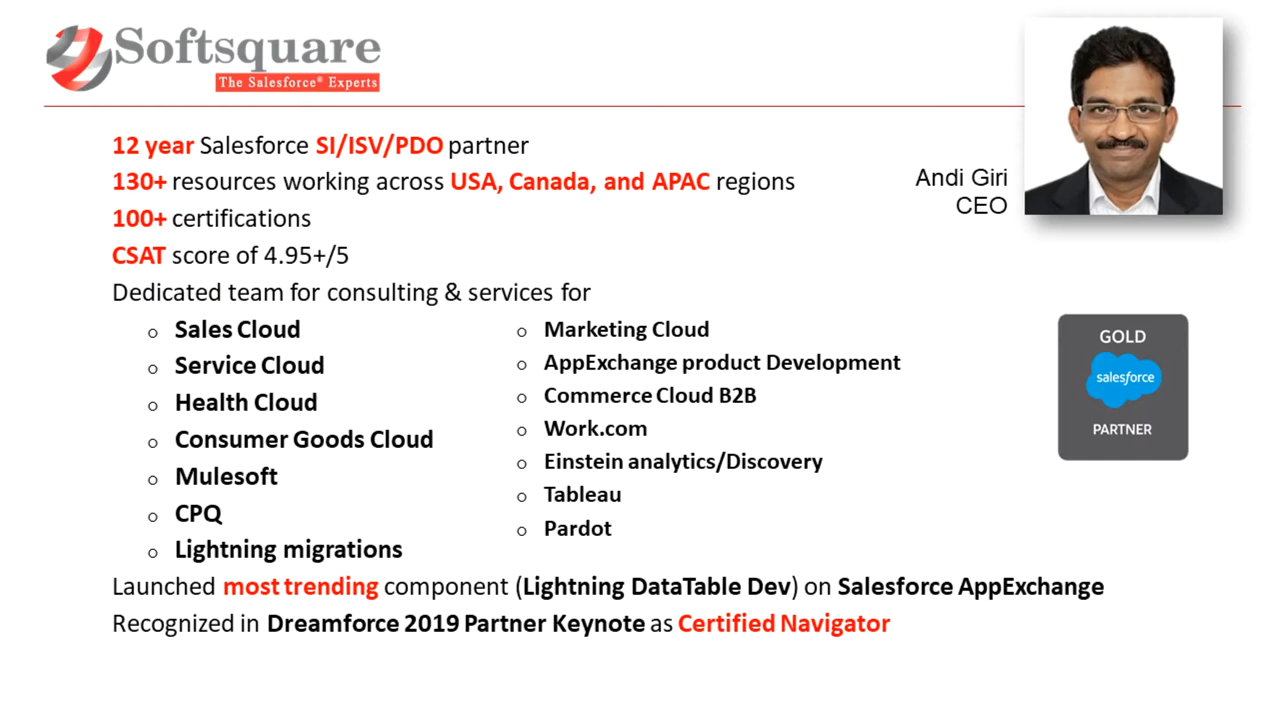 Softsquare
The Salesforce® Experts
12 year Salesforce SI/ISV/PDO partner
130+ resources working across USA, Canada, and APAC regions
100+ certifications
CSAT score of 4.95+/5
Dedicated team for consulting & services for
Sales Cloud
Service Cloud
Health Cloud
Consumer Goods Cloud
Mulesoft
CPQ
Lightning migrations
Marketing Cloud
AppExchange product Development
Commerce Cloud B2B
Work.com
Einstein analytics/Discovery
Tableau
Pardot
Launched most trending component (Lightning DataTable Dev) on Salesforce AppExchange
Recognized in Dreamforce 2019 Partner Keynote as Certified Navigator
Andi Giri
CEO
GOLD
salesforce
PARTNER